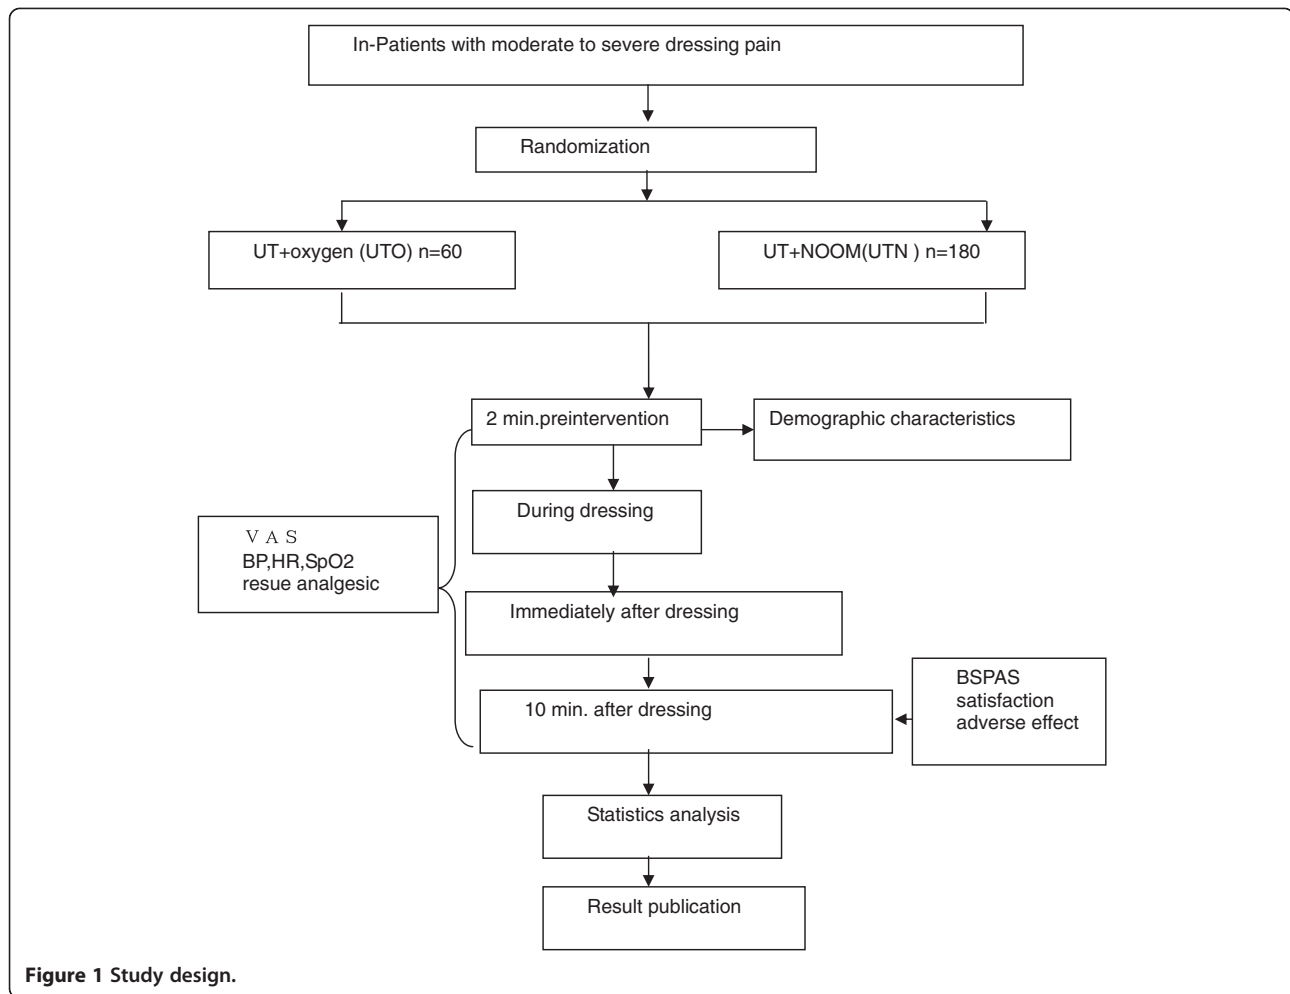 In-Patients with moderate to severe dressing pain
Randomization
UT+oxygen (UTO) n=60
UT+NOOM(UTN ) n=180
2 min.preintervention
Demographic characteristics
During dressing
V A S
BP,HR,SpO2
resue analgesic
Immediately after dressing
10 min. after dressing
BSPAS
satisfaction
adverse effect
Statistics analysis
Result publication
Figure 1 Study design.